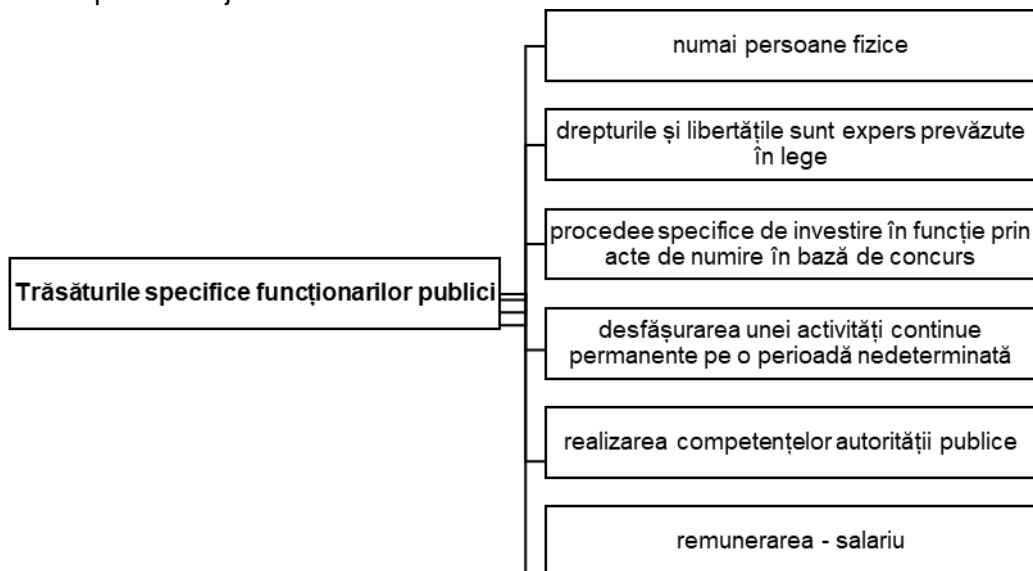 Trăsăturile specifice funcționarilor publici
numai persoane fizice
drepturile și libertățile sunt expers prevăzute
în lege
procedee specifice de investire în funcție prin
acte de numire în bază de concurs
desfășurarea unei activități continue
permanente pe o perioadă nedeterminată
realizarea competențelor autorității publice
remunerarea - salariu